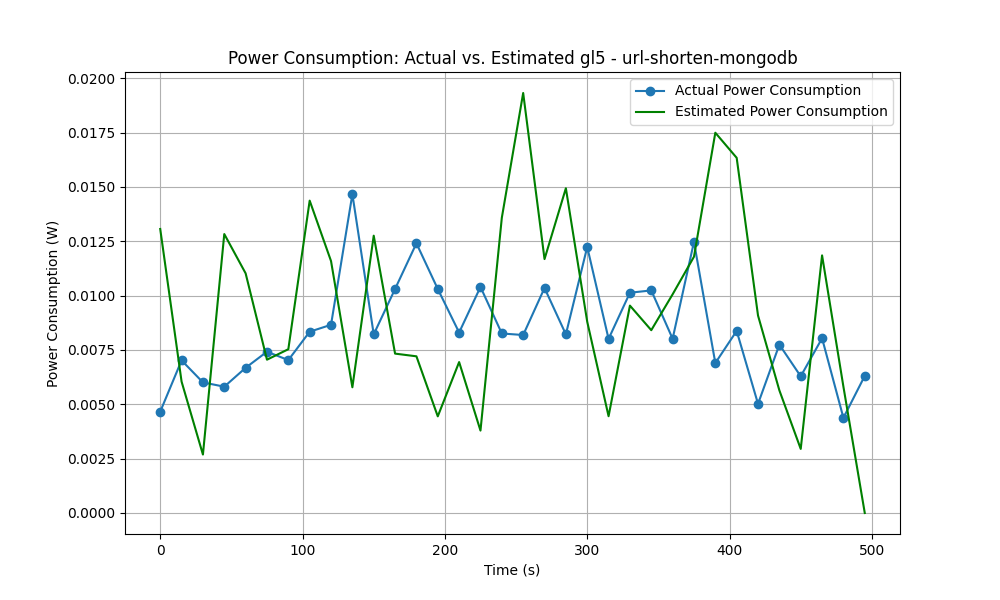 Power Consumption: Actual vs. Estimated gl5 - url-shorten-mongodb
Actual Power Consumption
Estimated Power Consumption
Power Consumption (W)
0.0200
0.0175
0.0150
0.0125
0.0100
0.0075
0.0050
0.0025
0.0000
0 100 200 300 400 500
Time (s)